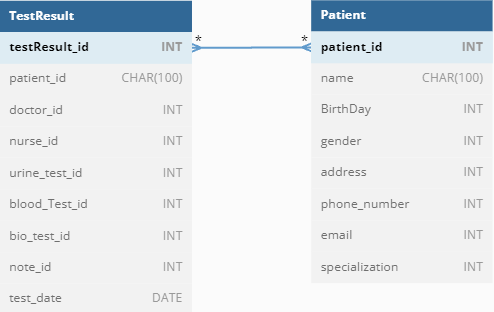 TestResult
testResult_id INT
patient_id CHAR(100)
doctor_id INT
nurse_id INT
urine_test_id INT
blood_Test_id INT
bio_test_id INT
note_id INT
test_date DATE
* *
Patient
patient_id INT
name CHAR(100)
BirthDay INT
gender INT
address INT
phone_number INT
email INT
specialization INT